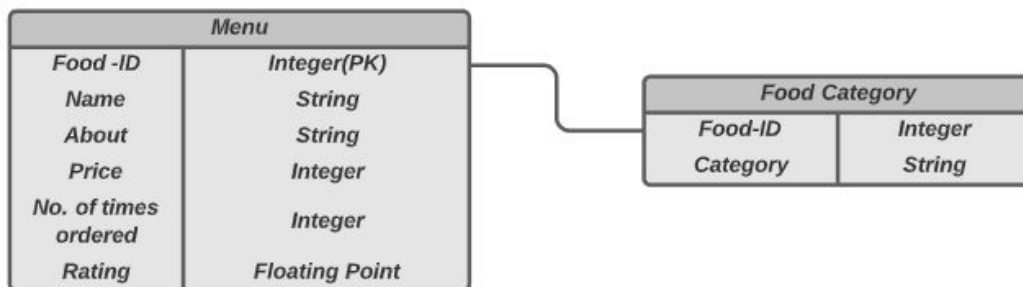 Menu
Food -ID Integer(PK)
Name String
About String
Price Integer
No. of times
ordered Integer
Rating Floating Point
Food Category
Food-ID Integer
Category String